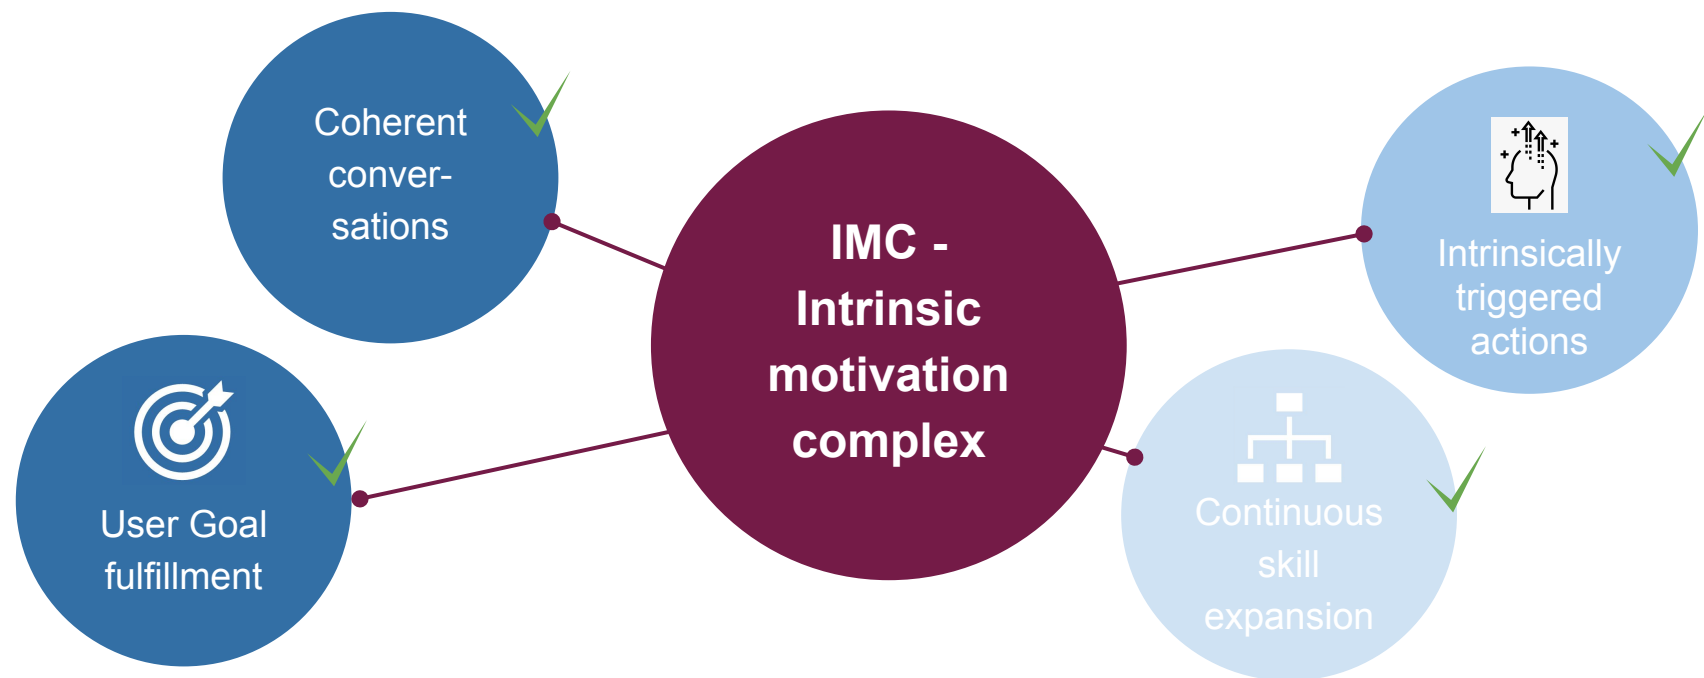 Coherent
conver-
sations
User Goal
fulfillment
IMC -
Intrinsic
motivation
complex
Intrinsically
triggered
actions
Continuous
skill
expansion